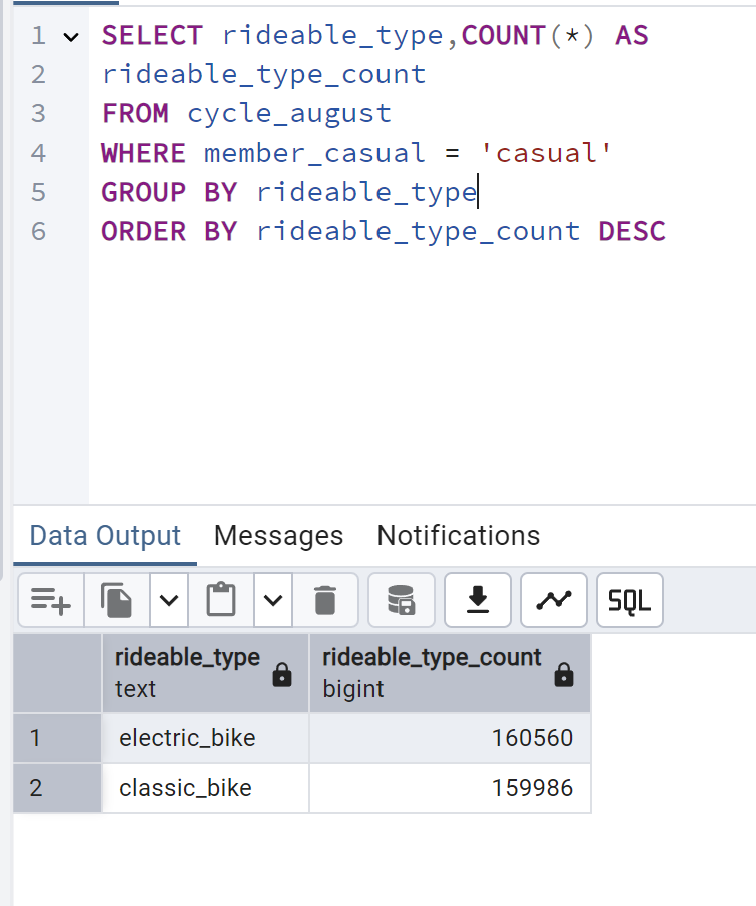 1 SELECT rideable_type,COUNT(*) AS
2 rideable_type_count
3 FROM cycle_august
4 WHERE member_casual = 'casual'
5 GROUP BY rideable_type
6 ORDER BY rideable_type_count DESC
Data Output Messages Notifications
SQL
rideable_type rideable_type_count
text bigint
1 electric_bike 160560
2 classic_bike 159986